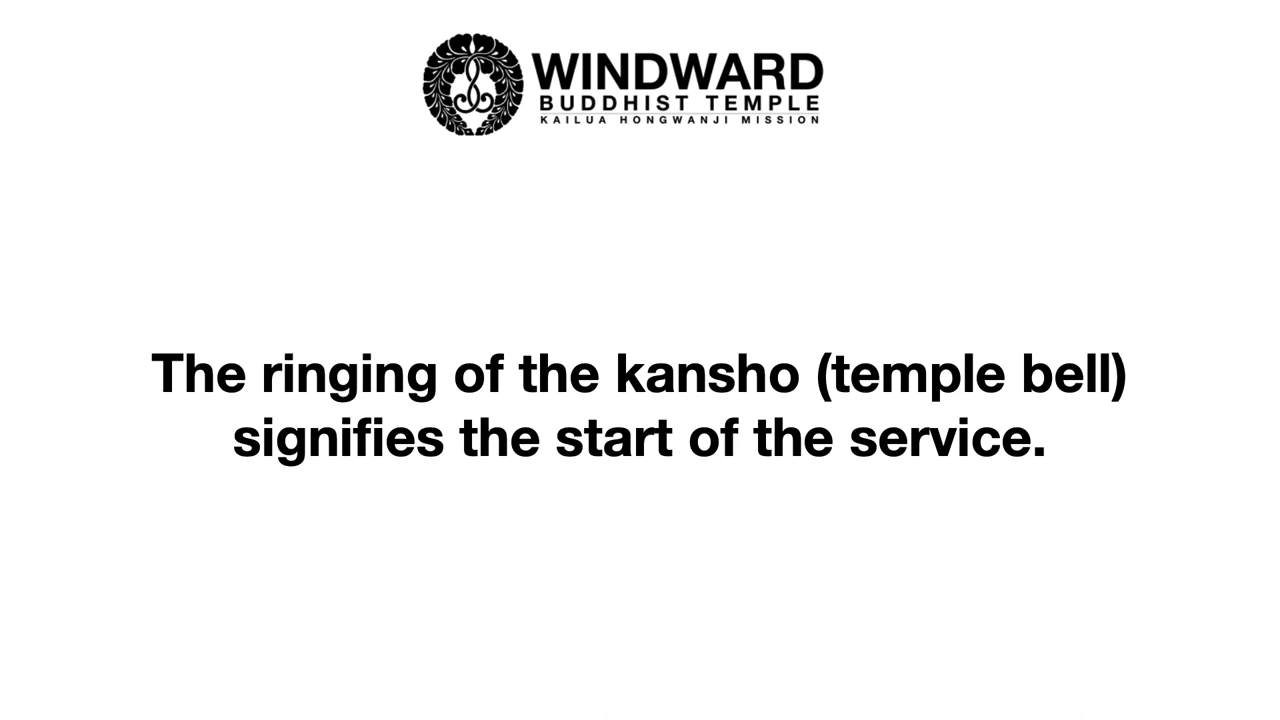 WINDWARD
BUDDHIST TEMPLE
KAILUA HONGWANJI MISSION
The ringing of the kansho (temple bell)
signifies the start of the service.